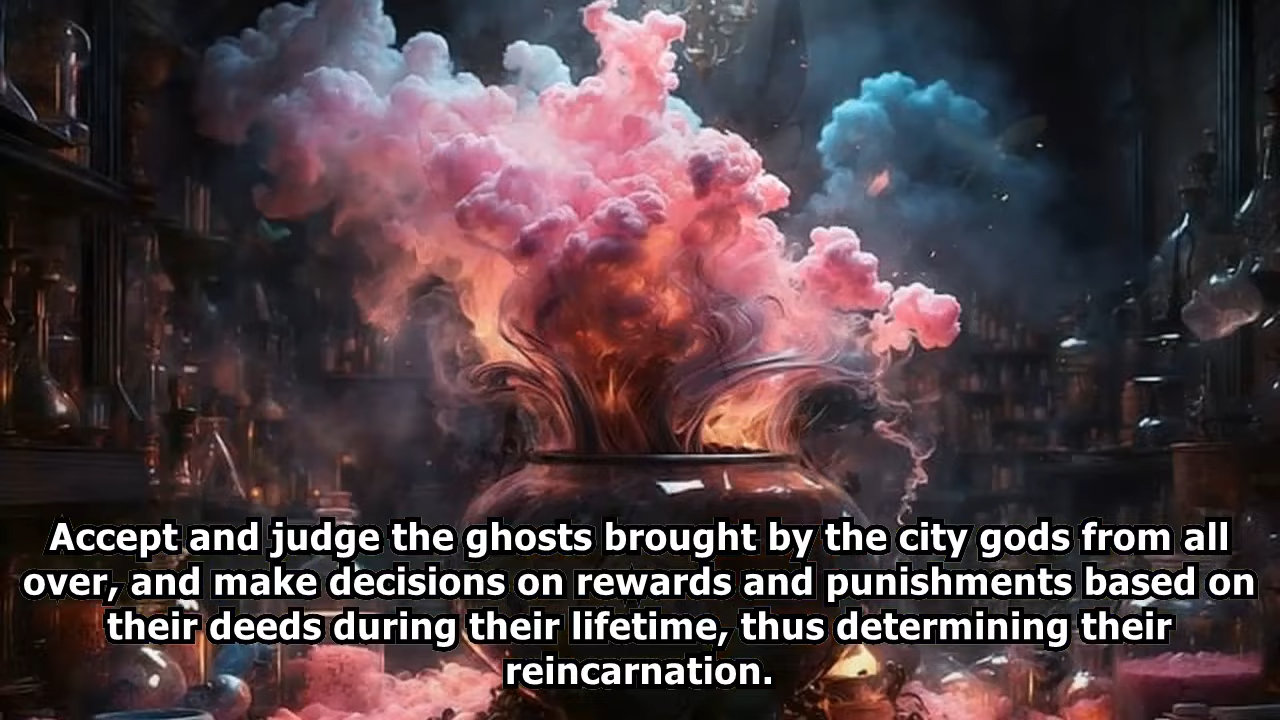 Accept and judge the ghosts brought by the city gods from all
over, and make decisions on rewards and punishments based on
their deeds during their lifetime, thus determining their
reincarnation.